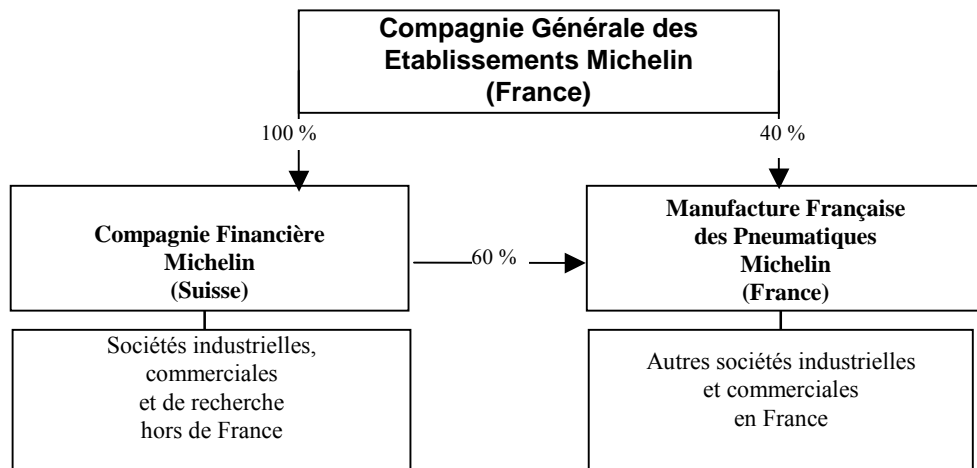 Compagnie Générale des
Etablissements Michelin
(France)
100 %
40 %
Compagnie Financière
Michelin
(Suisse)
60 %
Manufacture Française
des Pneumatiques
Michelin
(France)
Sociétés industrielles,
commerciales
et de recherche
hors de France
Autres sociétés industrielles
et commerciales
en France